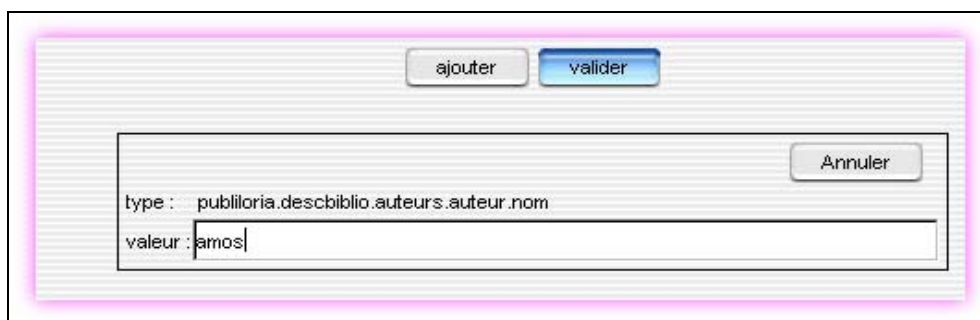 ajouter valider
Annuler
type : publiloria.descbiblio.auteurs.auteur.nom
valeur : amos